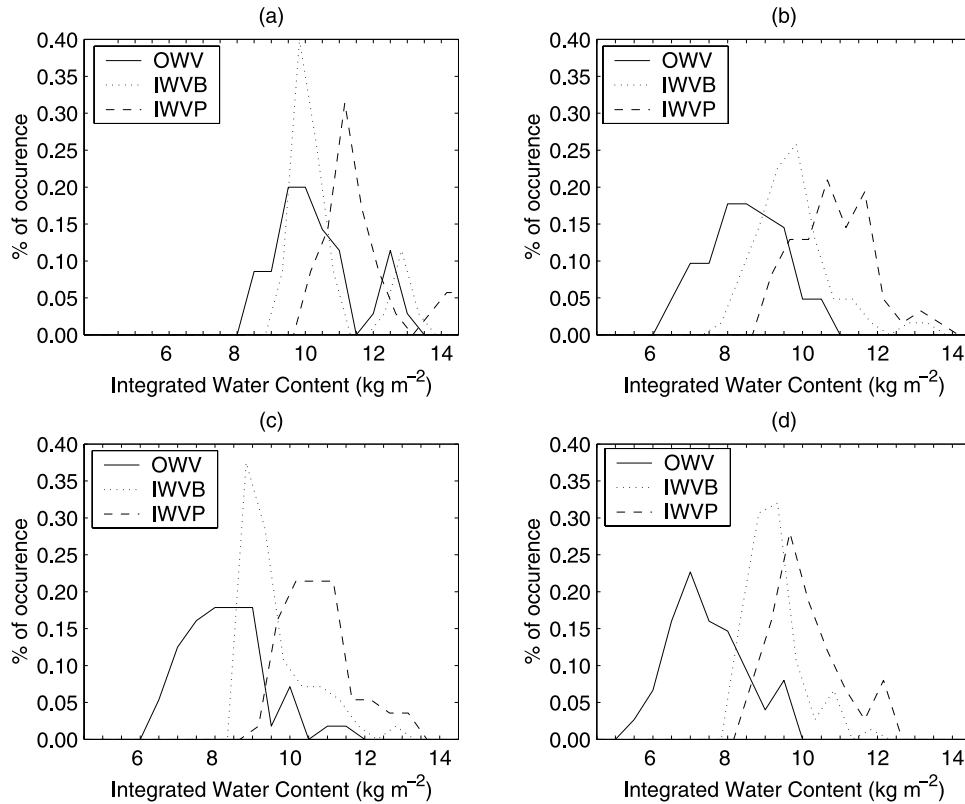 (a)
% of occurence
0.40
0.35
0.30
0.25
0.20
0.15
0.10
0.05
0.00
OWV
IWVB
IWVP
6 8 10 12 14
Integrated Water Content (kg m⁻²)
(b)
% of occurence
0.40
0.35
0.30
0.25
0.20
0.15
0.10
0.05
0.00
OWV
IWVB
IWVP
6 8 10 12 14
Integrated Water Content (kg m⁻²)
(c)
% of occurence
0.40
0.35
0.30
0.25
0.20
0.15
0.10
0.05
0.00
OWV
IWVB
IWVP
6 8 10 12 14
Integrated Water Content (kg m⁻²)
(d)
% of occurence
0.40
0.35
0.30
0.25
0.20
0.15
0.10
0.05
0.00
OWV
IWVB
IWVP
6 8 10 12 14
Integrated Water Content (kg m⁻²)